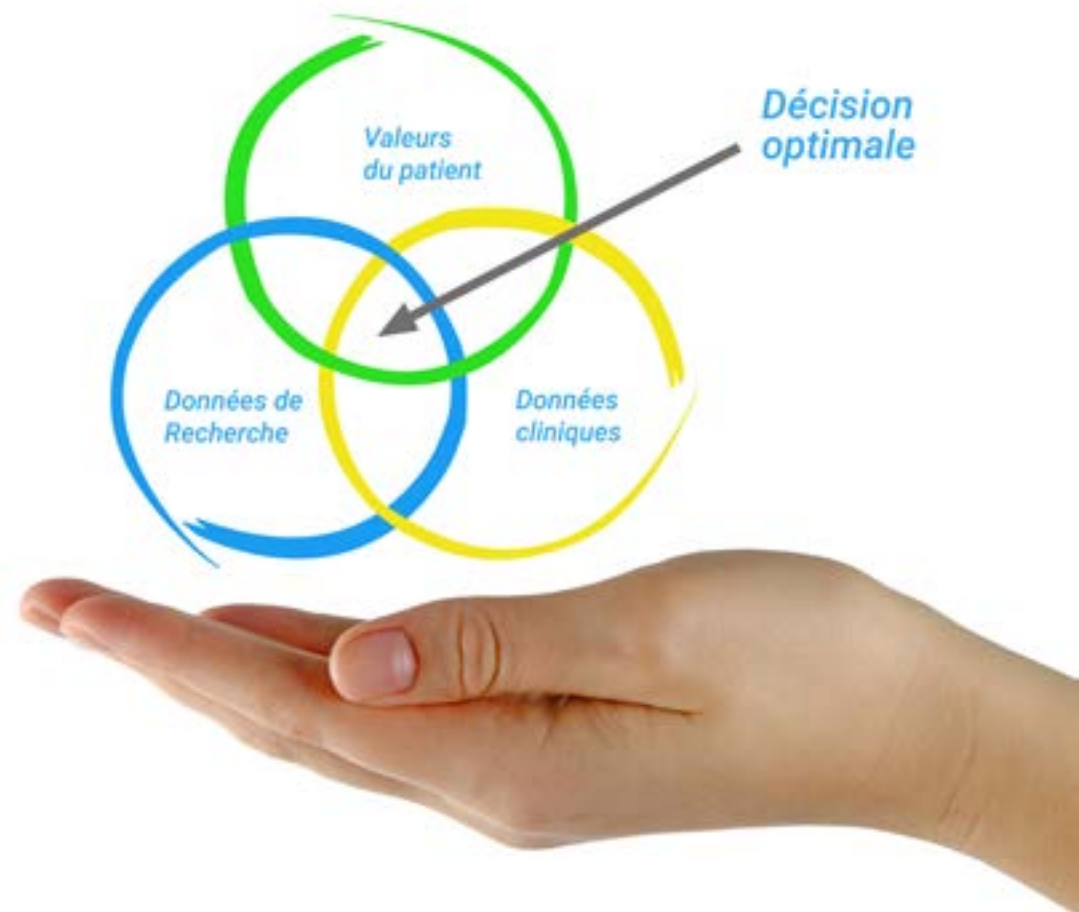 Valeurs
du patient
Décision
optimale
Données de
Recherche
Données
cliniques